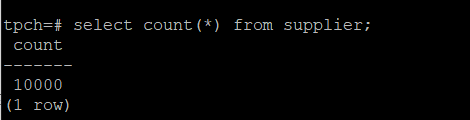 tpch=# select count(*) from supplier;
 count
-------
 10000
(1 row)